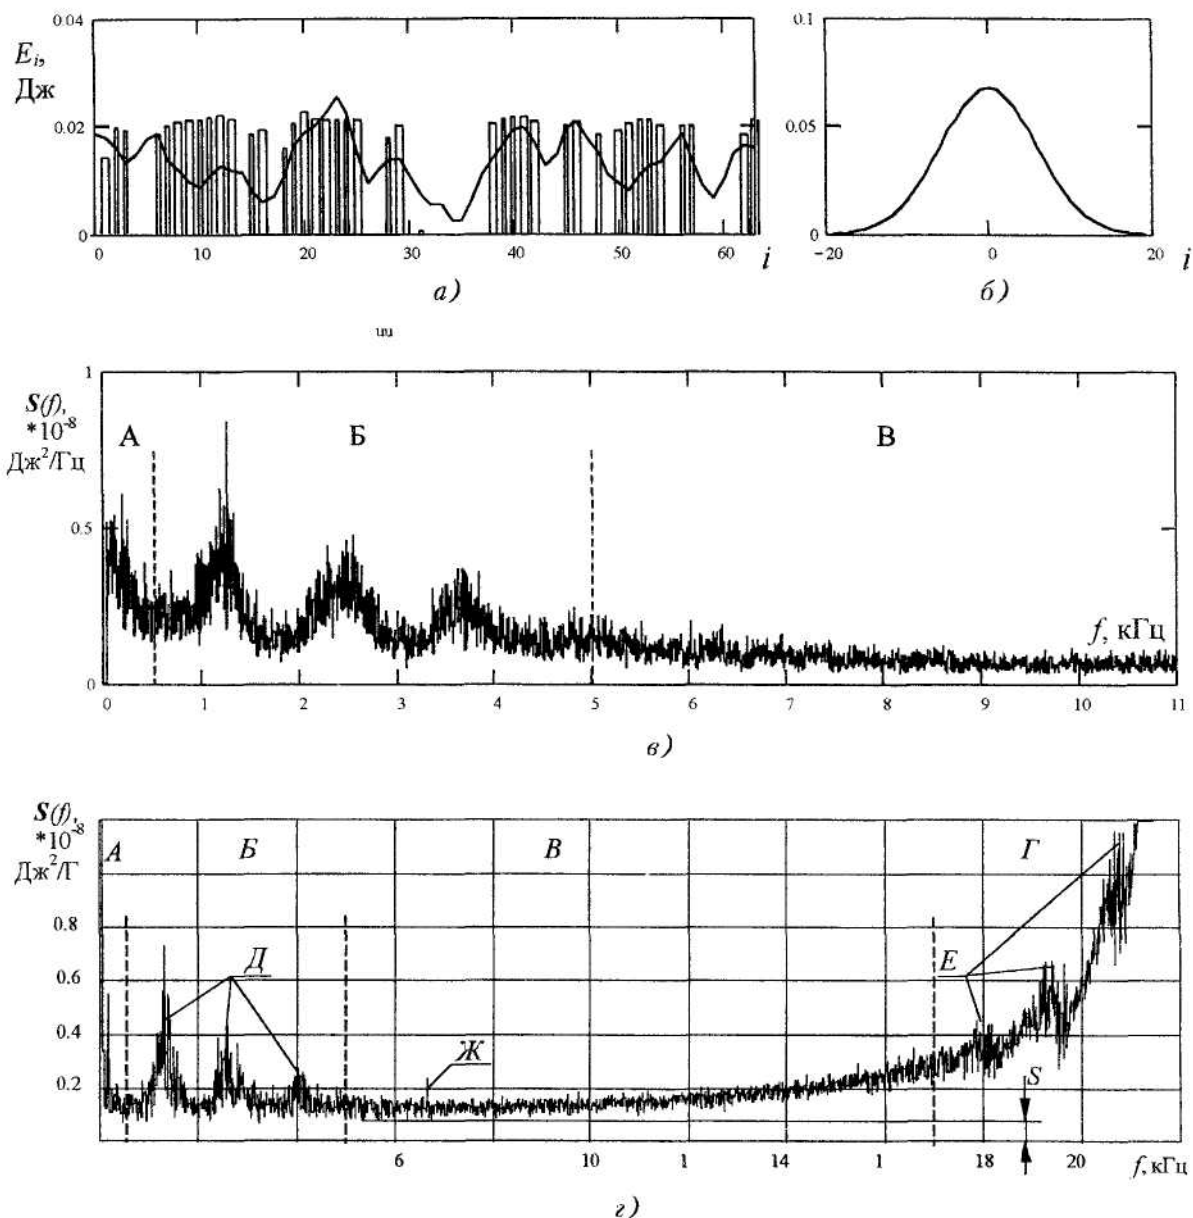 0.04
E_i,
Дж
0.02
0
0 10 20 30 40 50 60 i
а)
0.1
0.05
0
−20 0 20 i
б)
uu
1
S(f),
*10⁻⁸
Дж²/Гц
А Б В
0.5
f, кГц
0
0 1 2 3 4 5 6 7 8 9 10 11
в)
S(f),
*10⁻⁸
Дж²/Г
А Б В Г
0.8
Д Е
0.6
0.4
Ж
0.2 S
6 10 1 14 1 18 20 f, кГц
г)